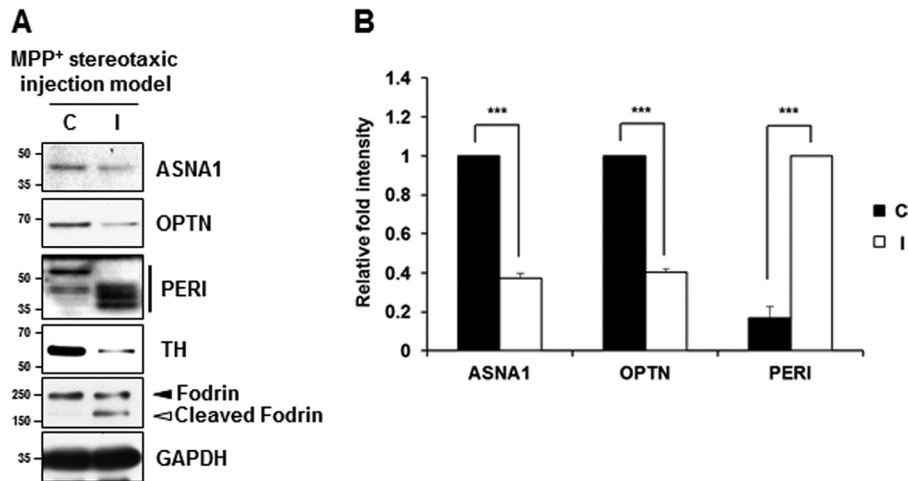 A
MPP⁺ stereotaxic
injection model
C I
50
35
ASNA1
70
OPTN
50
35
PERI
70
50
TH
250
150
Fodrin
Cleaved Fodrin
35
GAPDH
B
Relative fold intensity
1.4
1.2
1
0.8
0.6
0.4
0.2
0
*** *** ***
ASNA1 OPTN PERI
C
I